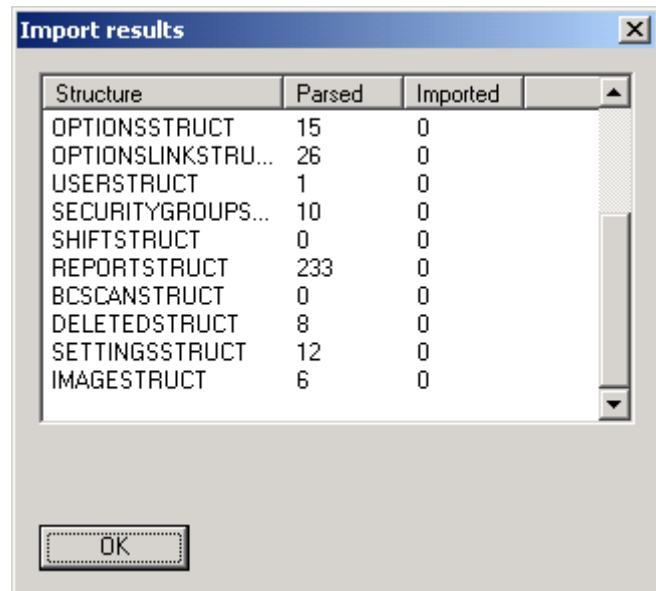 Import results
Structure Parsed Imported
OPTIONSSTRUCT 15 0
OPTIONSLINKSTRU... 26 0
USERSTRUCT 1 0
SECURITYGROUPS... 10 0
SHIFTSTRUCT 0 0
REPORTSTRUCT 233 0
BCSCANSTRUCT 0 0
DELETEDSTRUCT 8 0
SETTINGSSTRUCT 12 0
IMAGESTRUCT 6 0
OK